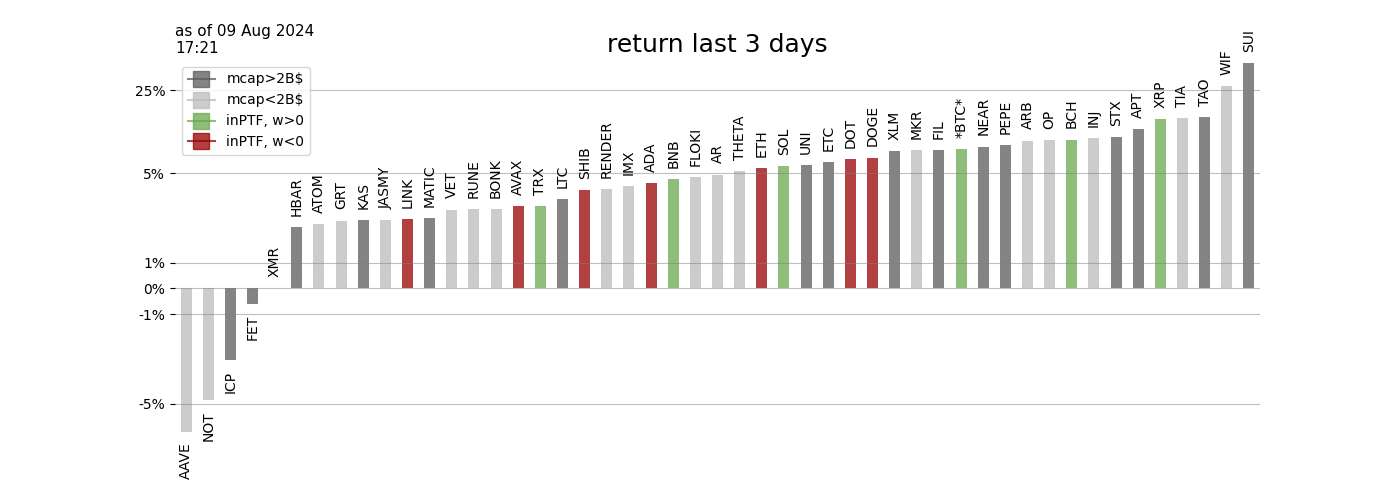 as of 09 Aug 2024
17:21
return last 3 days
mcap>2B$
mcap<2B$
inPTF, w>0
inPTF, w<0
25%
5%
1%
0%
-1%
-5%
AAVE
NOT
ICP
FET
XMR
HBAR
ATOM
GRT
KAS
JASMY
LINK
MATIC
VET
RUNE
BONK
AVAX
TRX
LTC
SHIB
RENDER
IMX
ADA
BNB
FLOKI
AR
THETA
ETH
SOL
UNI
ETC
DOT
DOGE
XLM
MKR
FIL
*BTC*
NEAR
PEPE
ARB
OP
BCH
INJ
STX
APT
XRP
TIA
TAO
WIF
SUI